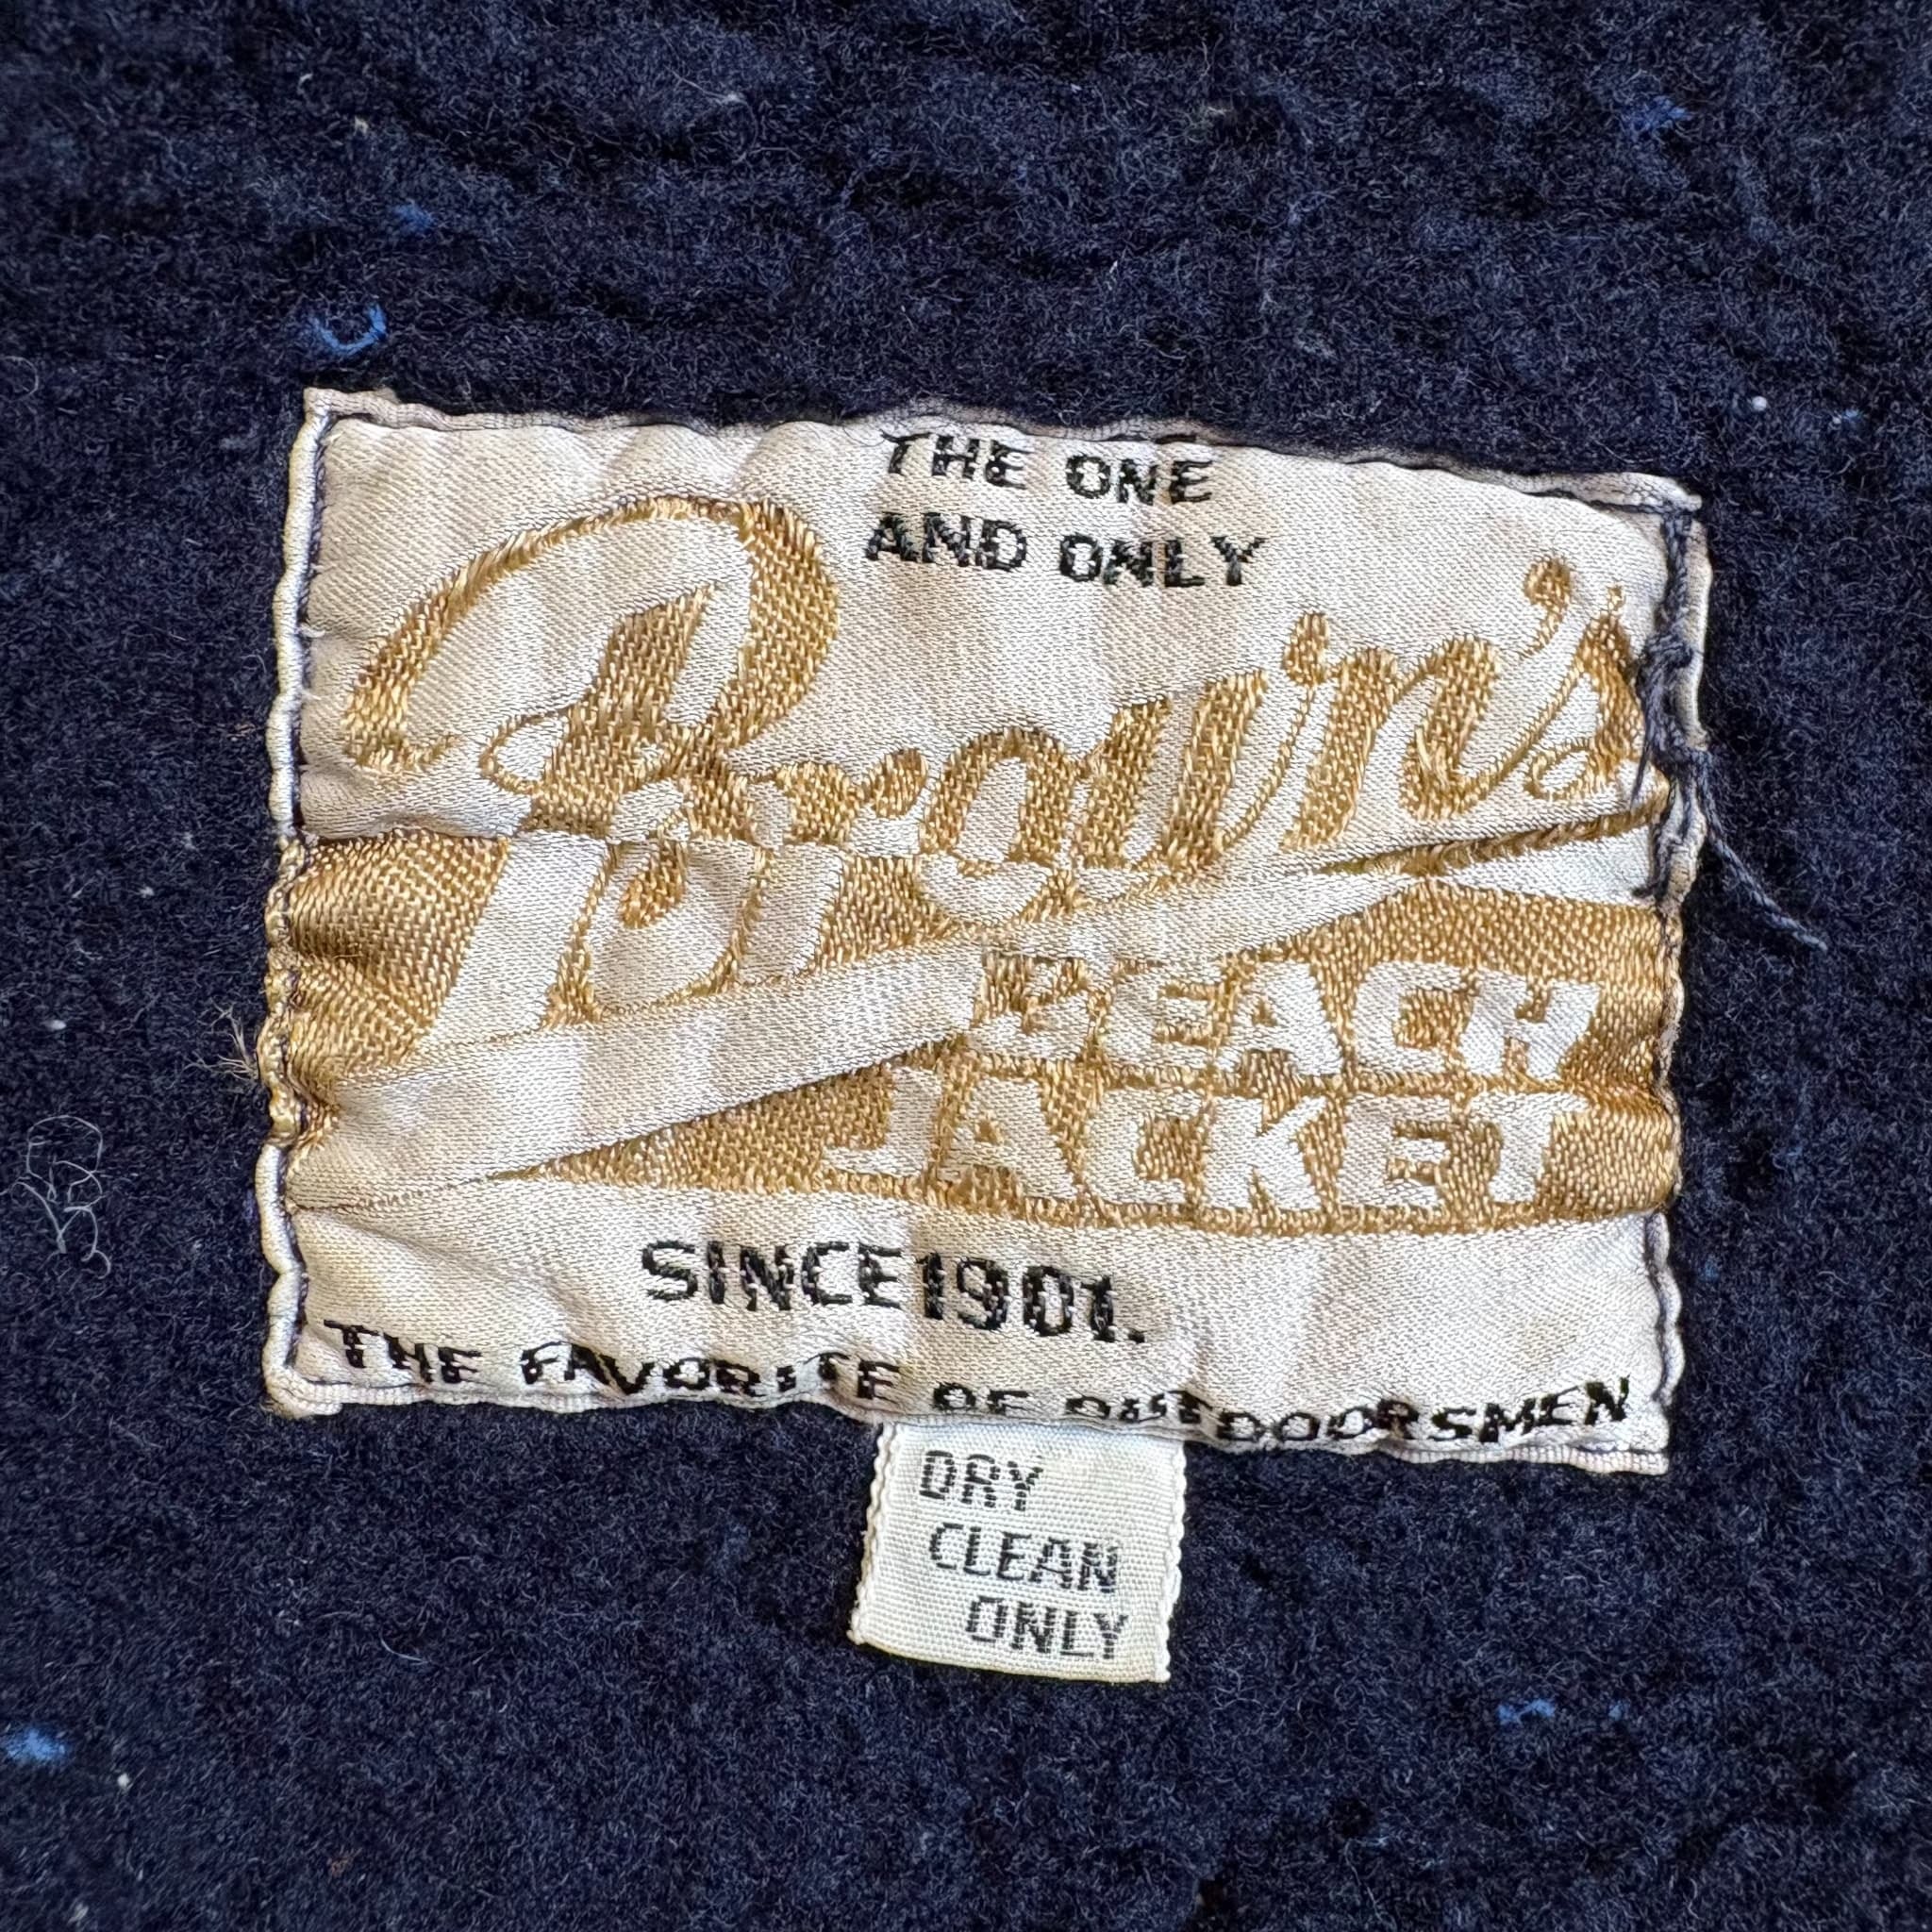 THE ONE
AND ONLY
Brown's
BEACH
JACKET
SINCE 1901.
THE FAVORITE OF OUTDOORSMEN
DRY
CLEAN
ONLY